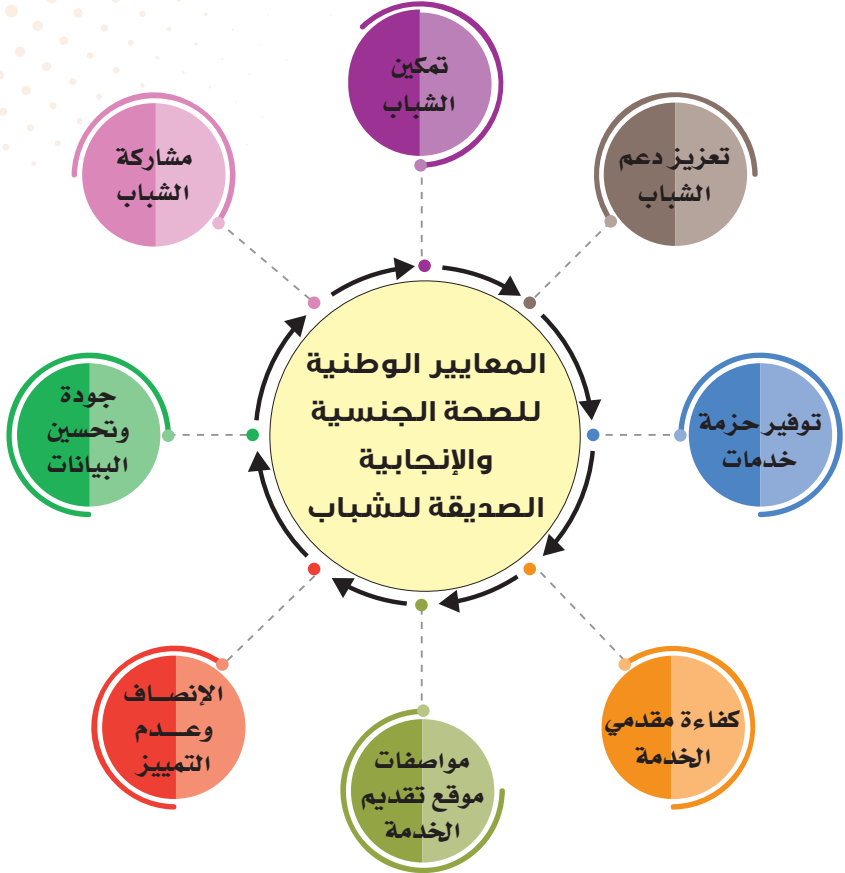 المعايير الوطنية
للصحة الجنسية
والإنجابية
الصديقة للشباب
تمكين
الشباب
تعزيز دعم
الشباب
توفير حزمة
خدمات
كفاءة مقدمي
الخدمة
مواصفات
موقع تقديم
الخدمة
الإنصاف
وعدم
التمييز
جودة
وتحسين
البيانات
مشاركة
الشباب